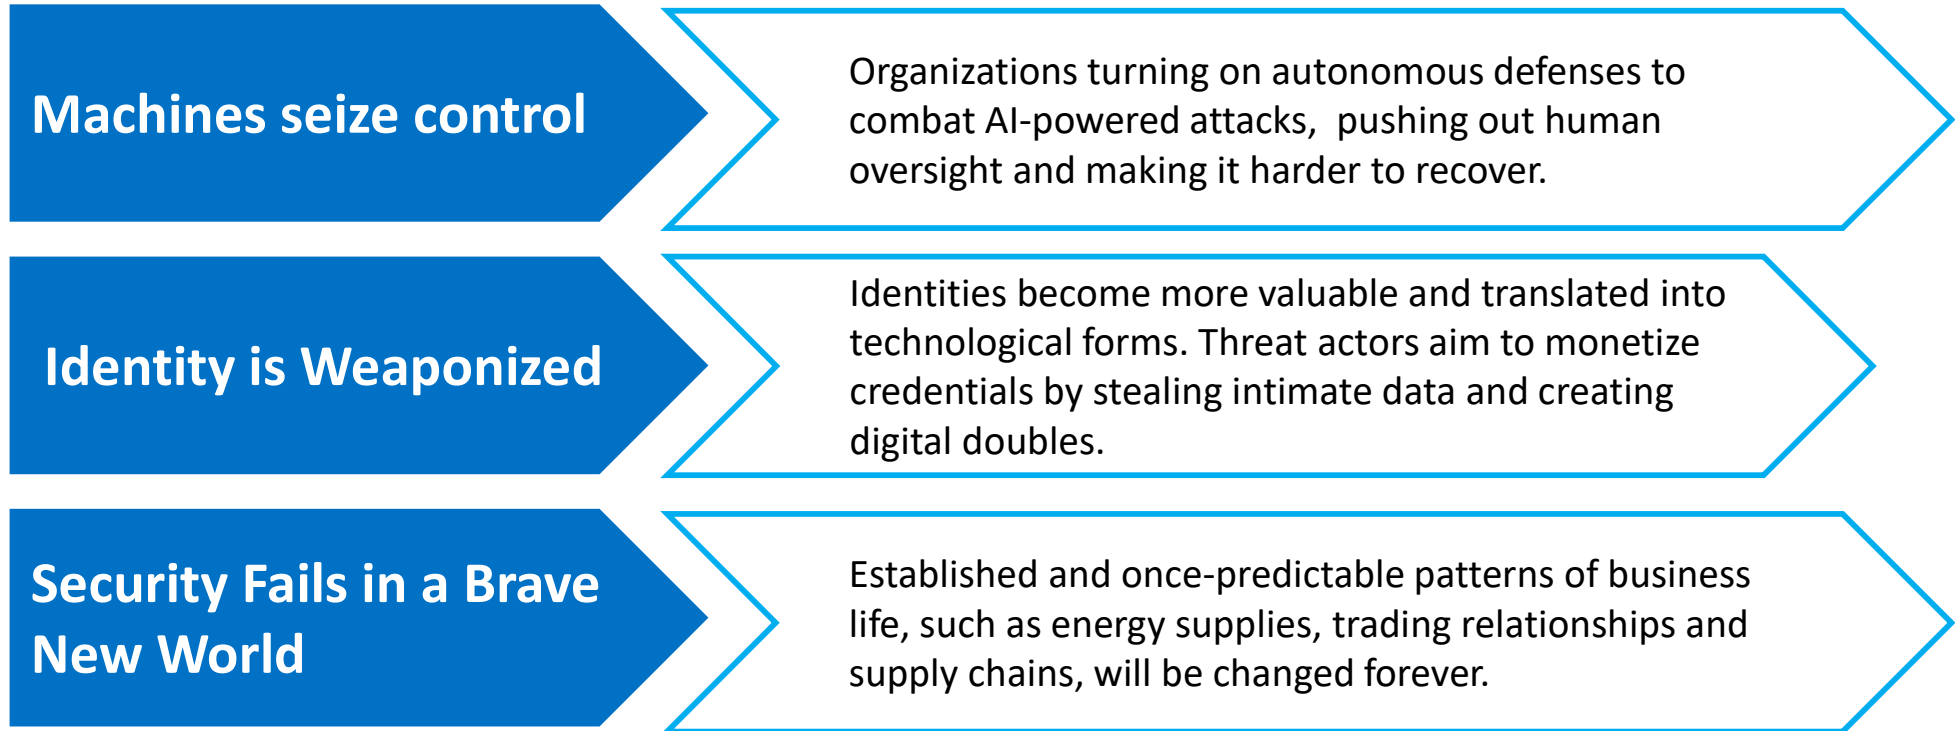 Machines seize control
Organizations turning on autonomous defenses to
combat AI-powered attacks,  pushing out human
oversight and making it harder to recover.
Identity is Weaponized
Identities become more valuable and translated into
technological forms. Threat actors aim to monetize
credentials by stealing intimate data and creating
digital doubles.
Security Fails in a Brave
New World
Established and once-predictable patterns of business
life, such as energy supplies, trading relationships and
supply chains, will be changed forever.